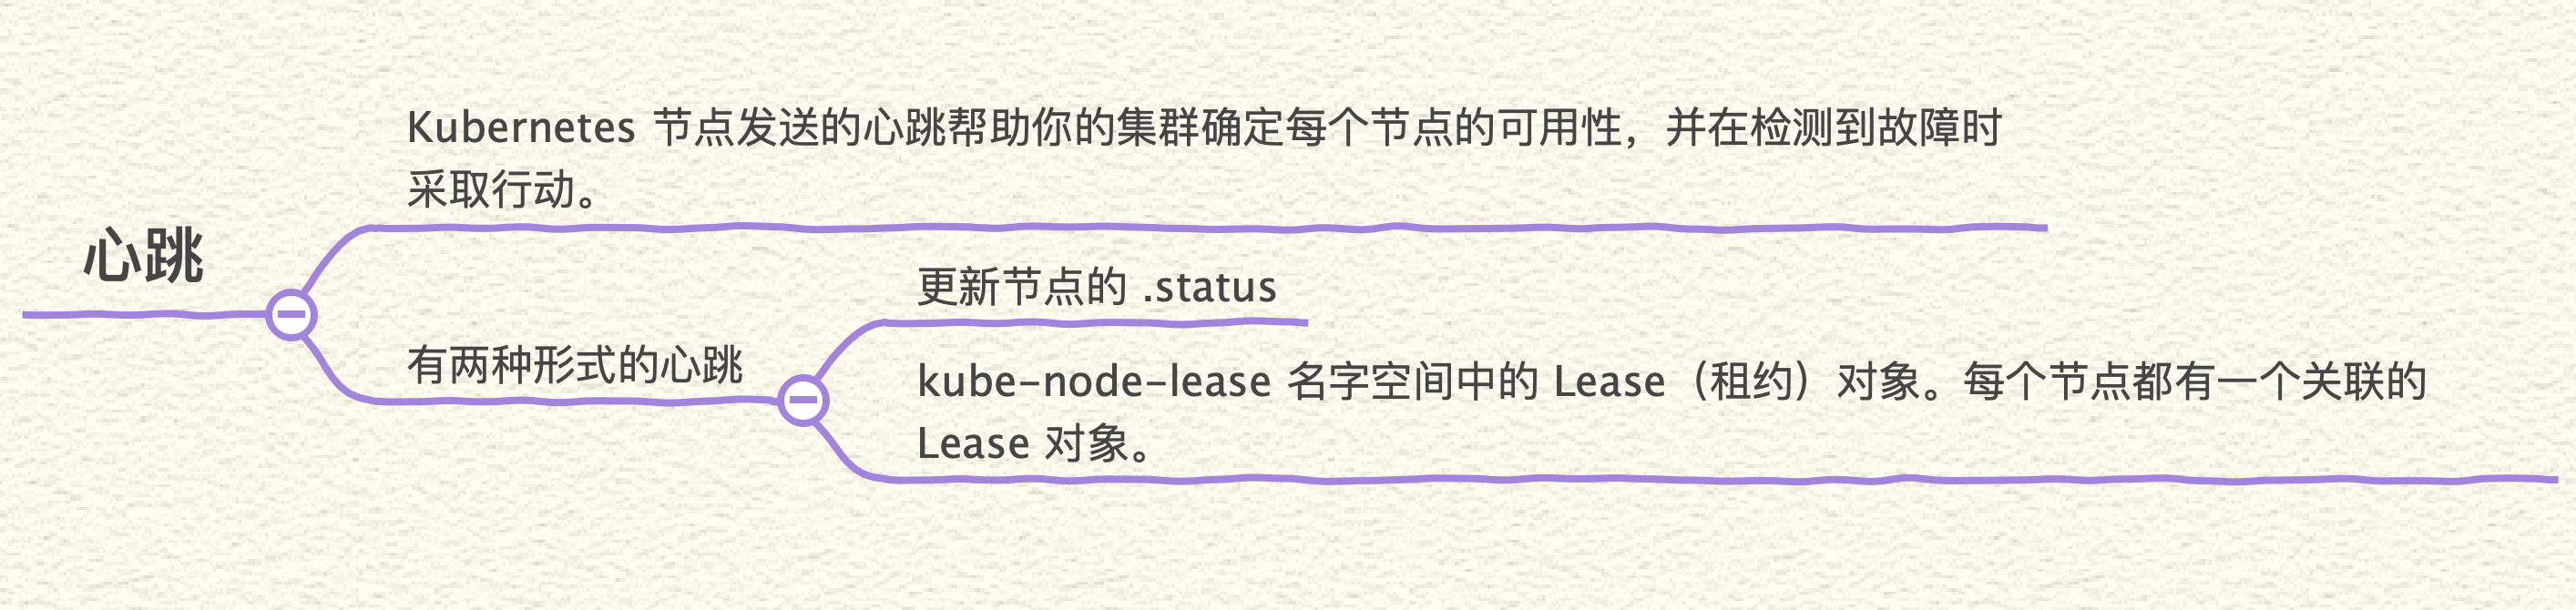 Kubernetes 节点发送的心跳帮助你的集群确定每个节点的可用性，并在检测到故障时
采取行动。
心跳
更新节点的 .status
有两种形式的心跳
kube-node-lease 名字空间中的 Lease（租约）对象。每个节点都有一个关联的
Lease 对象。